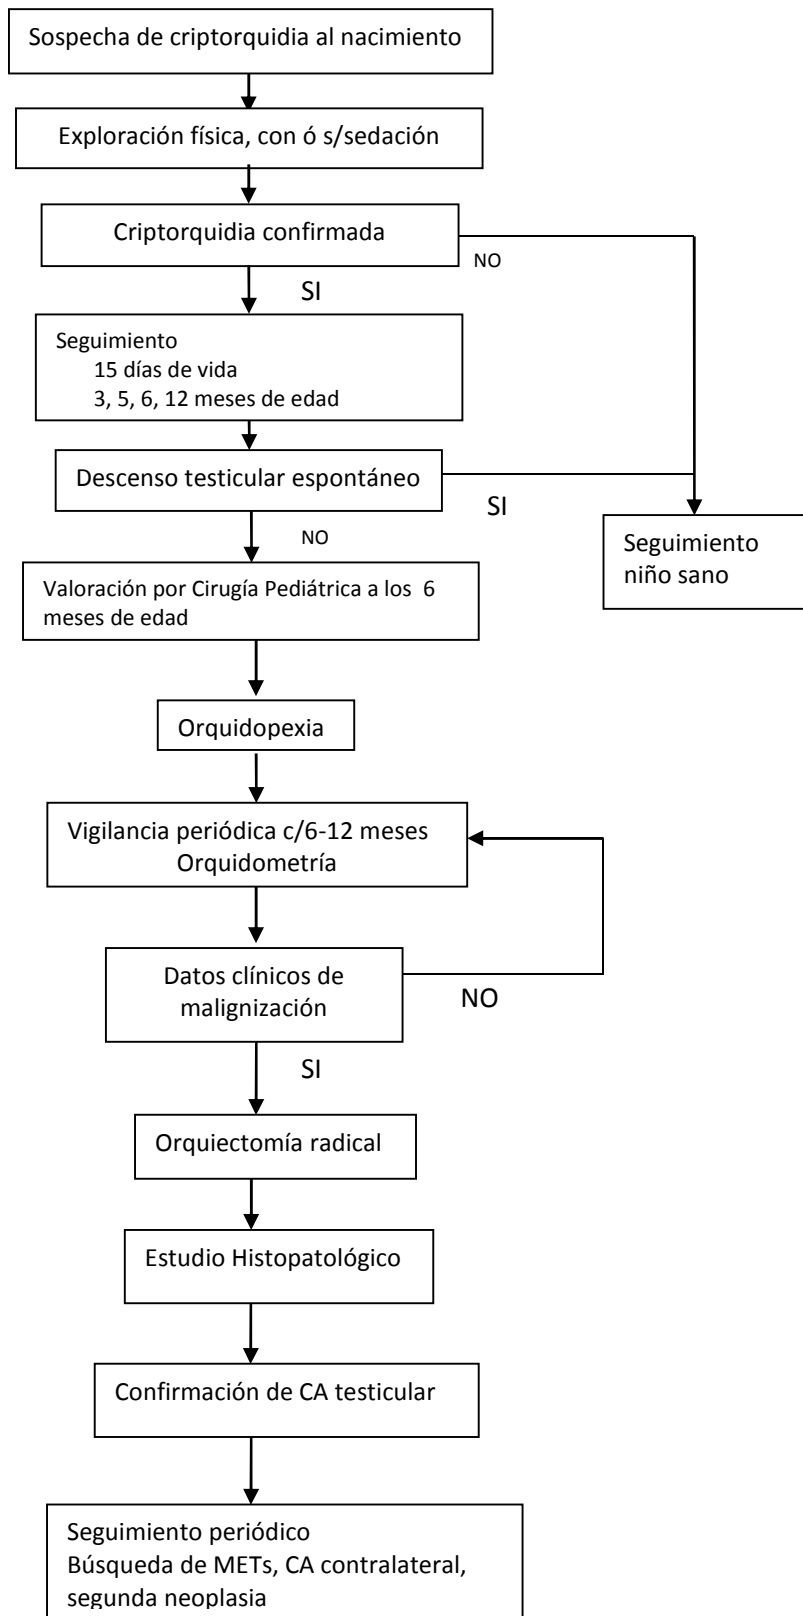 Sospecha de criptorquidia al nacimiento
Exploración física, con ó s/sedación
Criptorquidia confirmada
NO
SI
Seguimiento
15 días de vida
3, 5, 6, 12 meses de edad
Descenso testicular espontáneo
SI
NO
Seguimiento
niño sano
Valoración por Cirugía Pediátrica a los 6
meses de edad
Orquidopexia
Vigilancia periódica c/6-12 meses
Orquidometría
Datos clínicos de
malignización
NO
SI
Orquiectomía radical
Estudio Histopatológico
Confirmación de CA testicular
Seguimiento periódico
Búsqueda de METs, CA contralateral,
segunda neoplasia